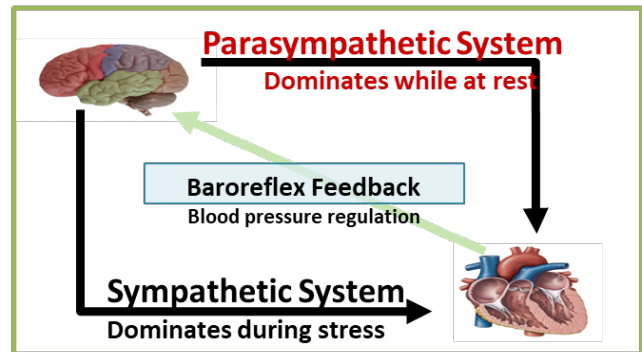 Parasympathetic System
Dominates while at rest
Baroreflex Feedback
Blood pressure regulation
Sympathetic System
Dominates during stress